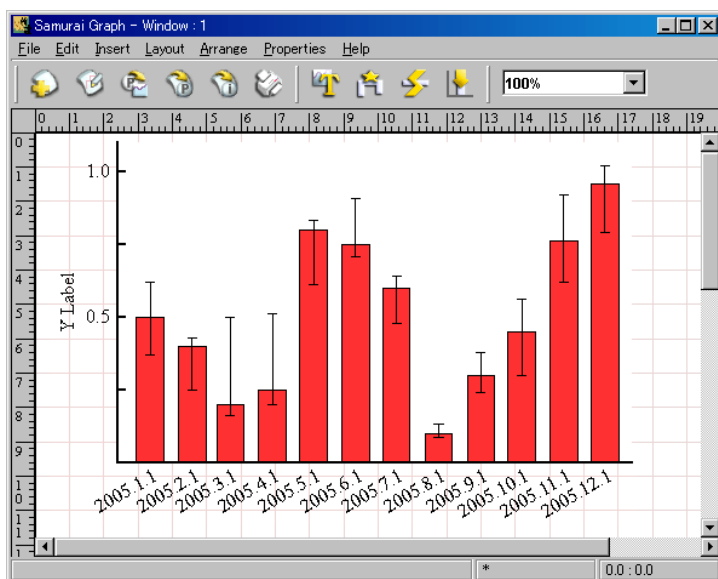 Samurai Graph - Window : 1
File Edit Insert Layout Arrange Properties Help
100%
0 1 2 3 4 5 6 7 8 9 10 11 12 13 14 15 16 17 18 19
0
1
2
3
4
5
6
7
8
9
10
11
1.0
0.5
Y Label
2005.1.1 2005.2.1 2005.3.1 2005.4.1 2005.5.1 2005.6.1 2005.7.1 2005.8.1 2005.9.1 2005.10.1 2005.11.1 2005.12.1
* 0.0 : 0.0